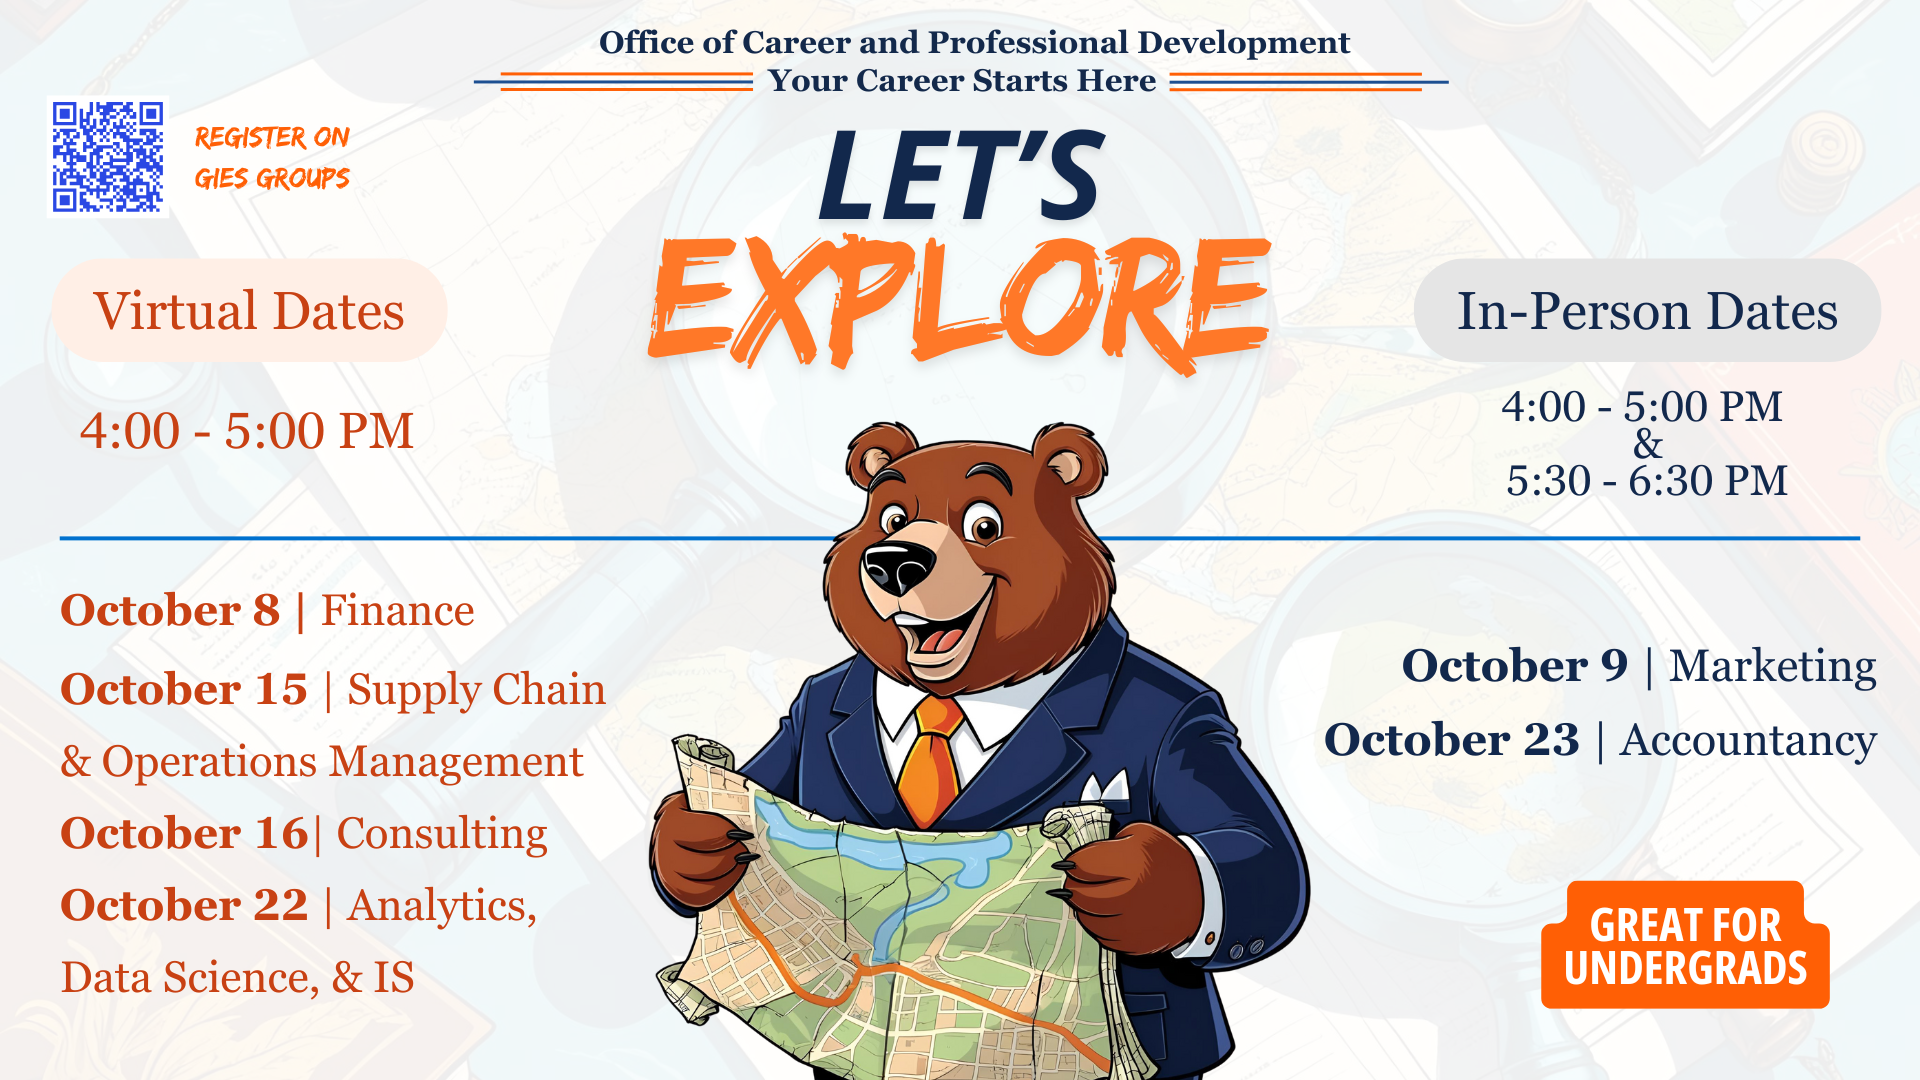 Office of Career and Professional Development
Your Career Starts Here
REGISTER ON
GIES GROUPS
LET'S
EXPLORE
Virtual Dates
4:00 - 5:00 PM
In-Person Dates
4:00 - 5:00 PM
&
5:30 - 6:30 PM
October 8 | Finance
October 15 | Supply Chain
& Operations Management
October 16| Consulting
October 22 | Analytics,
Data Science, & IS
October 9 | Marketing
October 23 | Accountancy
GREAT FOR
UNDERGRADS